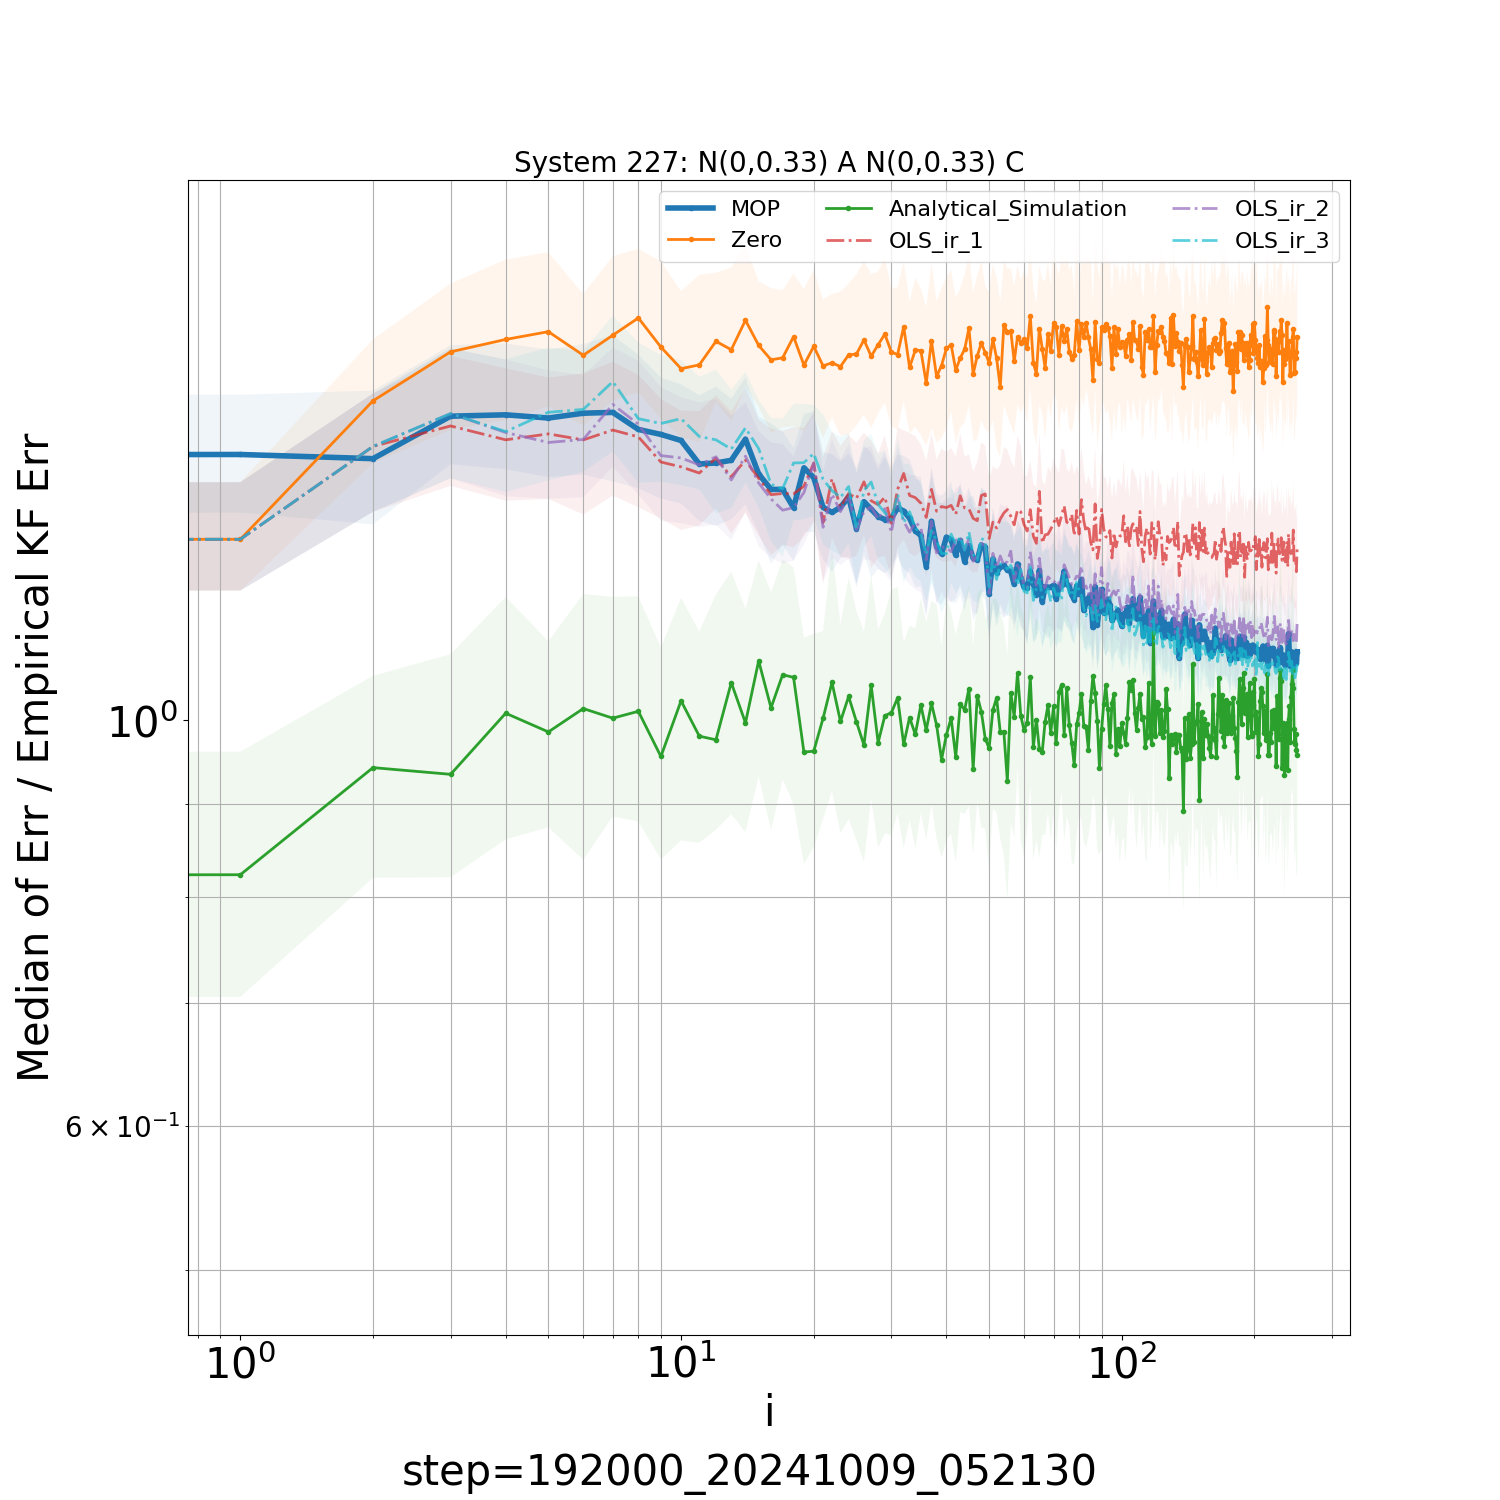 System 227: N(0,0.33) A N(0,0.33) C
MOP
Zero
Analytical_Simulation
OLS_ir_1
OLS_ir_2
OLS_ir_3
Median of Err / Empirical KF Err
10⁰
6 × 10⁻¹
10⁰ 10¹ 10²
i
step=192000_20241009_052130